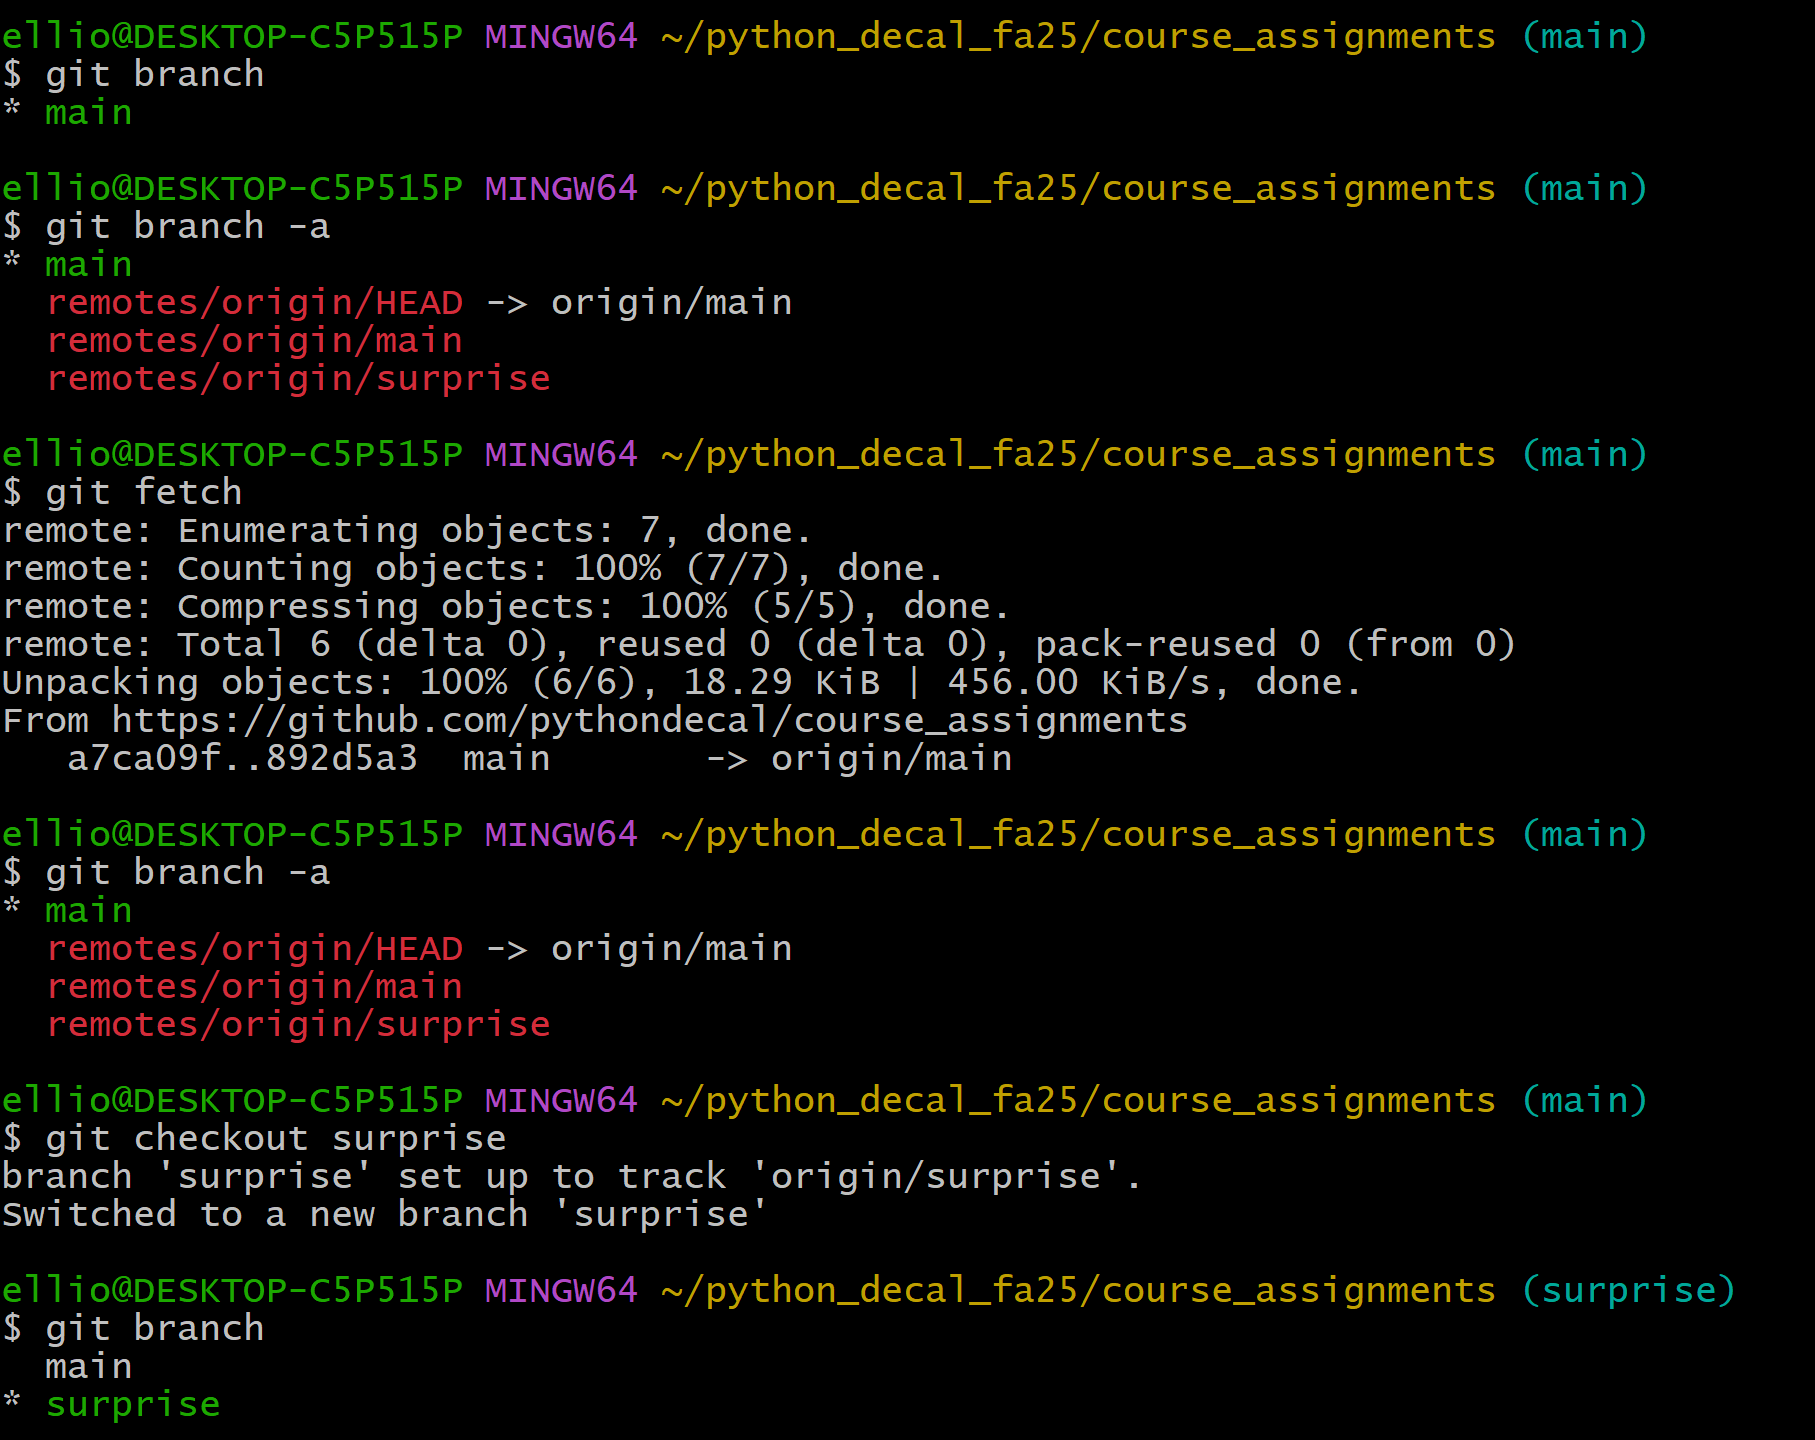 ellio@DESKTOP-C5P515P MINGW64 ~/python_decal_fa25/course_assignments (main)
$ git branch
* main

ellio@DESKTOP-C5P515P MINGW64 ~/python_decal_fa25/course_assignments (main)
$ git branch -a
* main
  remotes/origin/HEAD -> origin/main
  remotes/origin/main
  remotes/origin/surprise

ellio@DESKTOP-C5P515P MINGW64 ~/python_decal_fa25/course_assignments (main)
$ git fetch
remote: Enumerating objects: 7, done.
remote: Counting objects: 100% (7/7), done.
remote: Compressing objects: 100% (5/5), done.
remote: Total 6 (delta 0), reused 0 (delta 0), pack-reused 0 (from 0)
Unpacking objects: 100% (6/6), 18.29 KiB | 456.00 KiB/s, done.
From https://github.com/pythondecal/course_assignments
   a7ca09f..892d5a3  main       -> origin/main

ellio@DESKTOP-C5P515P MINGW64 ~/python_decal_fa25/course_assignments (main)
$ git branch -a
* main
  remotes/origin/HEAD -> origin/main
  remotes/origin/main
  remotes/origin/surprise

ellio@DESKTOP-C5P515P MINGW64 ~/python_decal_fa25/course_assignments (main)
$ git checkout surprise
branch 'surprise' set up to track 'origin/surprise'.
Switched to a new branch 'surprise'

ellio@DESKTOP-C5P515P MINGW64 ~/python_decal_fa25/course_assignments (surprise)
$ git branch
  main
* surprise